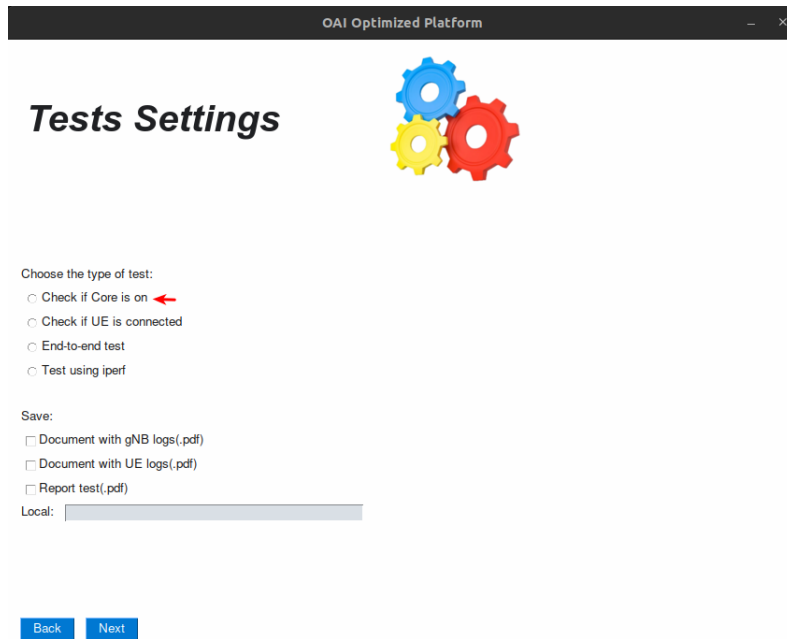 OAI Optimized Platform
Tests Settings
Choose the type of test:
Check if Core is on
Check if UE is connected
End-to-end test
Test using iperf
Save:
Document with gNB logs(.pdf)
Document with UE logs(.pdf)
Report test(.pdf)
Local:
Back Next